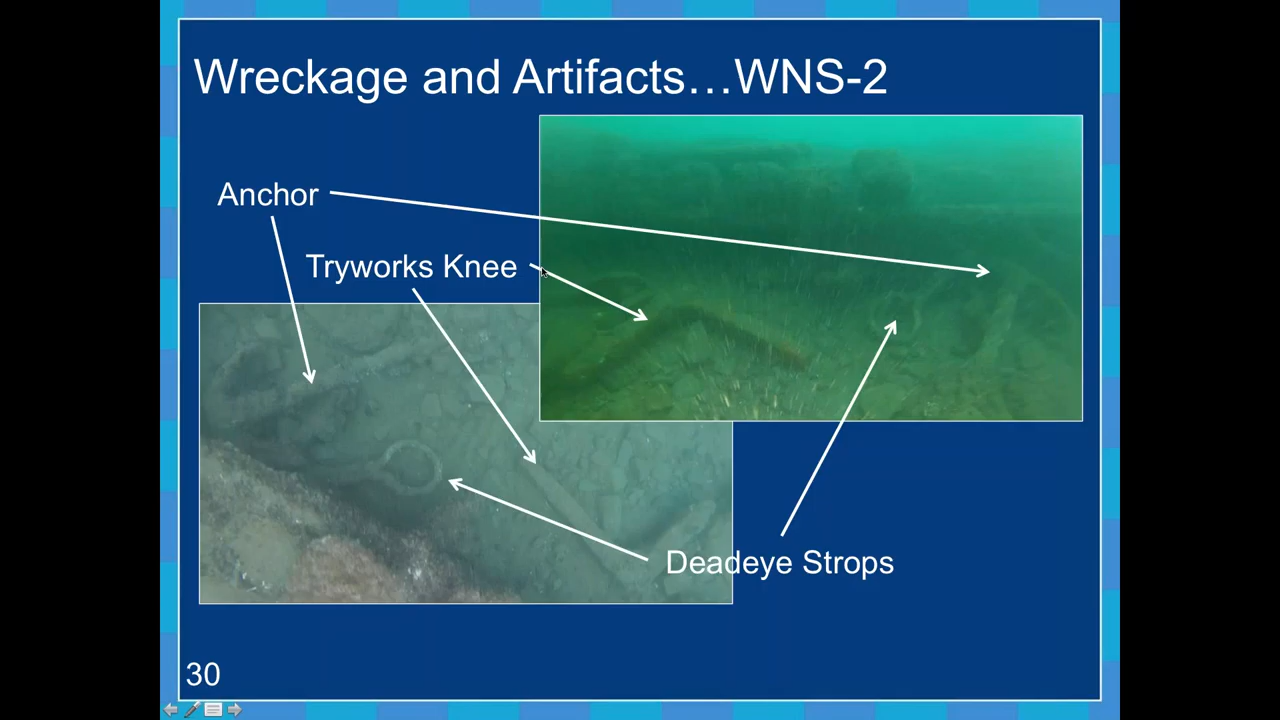 Wreckage and Artifacts…WNS-2
Anchor
Tryworks Knee
Deadeye Strops
30